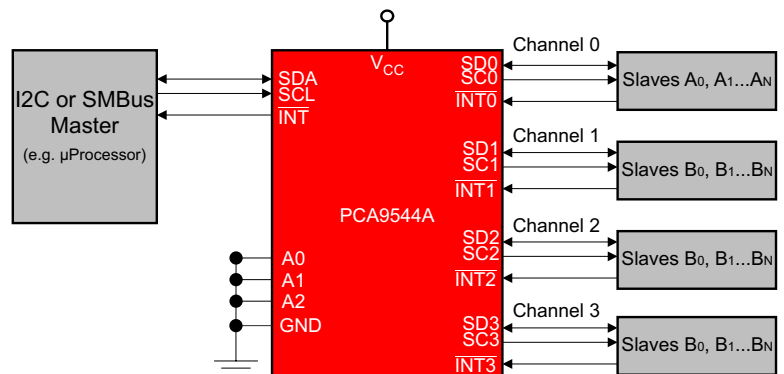 I2C or SMBus
Master
(e.g. µProcessor)
VCC
SDA
SCL
INT
PCA9544A
A0
A1
A2
GND
SD0
SC0
INT0
SD1
SC1
INT1
SD2
SC2
INT2
SD3
SC3
INT3
Channel 0
Slaves A0, A1...AN
Channel 1
Slaves B0, B1...BN
Channel 2
Slaves B0, B1...BN
Channel 3
Slaves B0, B1...BN